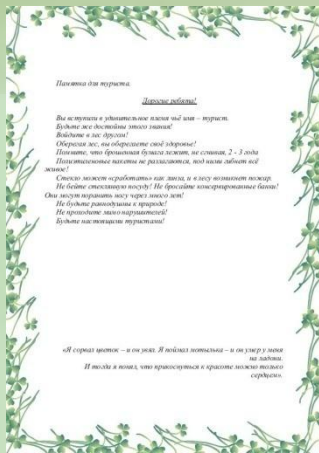 Памятка для туриста.
Дорогие ребята!
Вы вступили в удивительное племя чьё имя – турист.
Будьте же достойны этого звания!
Войдите в лес другом!
Оберегая лес, вы оберегаете своё здоровье!
Помните, что брошенная бумага лежит, не сгнивая, 2 - 3 года
Полиэтиленовые пакеты не разлагаются, под ними гибнет всё
живое!
Стекло может «сработать» как линза, и в лесу возникнет пожар.
Не бейте стеклянную посуду! Не бросайте консервированные банки!
Они могут поранить ногу через много лет!
Не будьте равнодушны к природе!
Не проходите мимо нарушителей!
Будьте настоящими туристами!
«Я сорвал цветок – и он увял. Я поймал мотылька – и он умер у меня
на ладони.
И тогда я понял, что прикоснуться к красоте можно только
сердцем».